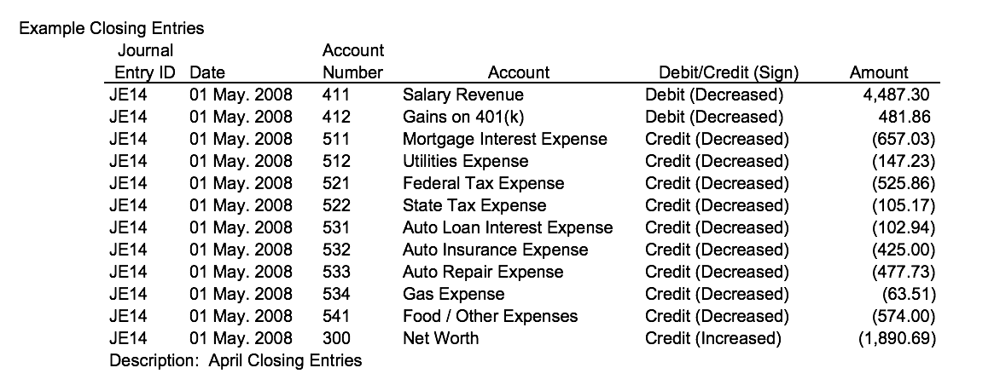 Example Closing Entries
Journal Account
Entry ID Date Number Account Debit/Credit (Sign) Amount
JE14 01 May. 2008 411 Salary Revenue Debit (Decreased) 4,487.30
JE14 01 May. 2008 412 Gains on 401(k) Debit (Decreased) 481.86
JE14 01 May. 2008 511 Mortgage Interest Expense Credit (Decreased) (657.03)
JE14 01 May. 2008 512 Utilities Expense Credit (Decreased) (147.23)
JE14 01 May. 2008 521 Federal Tax Expense Credit (Decreased) (525.86)
JE14 01 May. 2008 522 State Tax Expense Credit (Decreased) (105.17)
JE14 01 May. 2008 531 Auto Loan Interest Expense Credit (Decreased) (102.94)
JE14 01 May. 2008 532 Auto Insurance Expense Credit (Decreased) (425.00)
JE14 01 May. 2008 533 Auto Repair Expense Credit (Decreased) (477.73)
JE14 01 May. 2008 534 Gas Expense Credit (Decreased) (63.51)
JE14 01 May. 2008 541 Food / Other Expenses Credit (Decreased) (574.00)
JE14 01 May. 2008 300 Net Worth Credit (Increased) (1,890.69)
Description: April Closing Entries